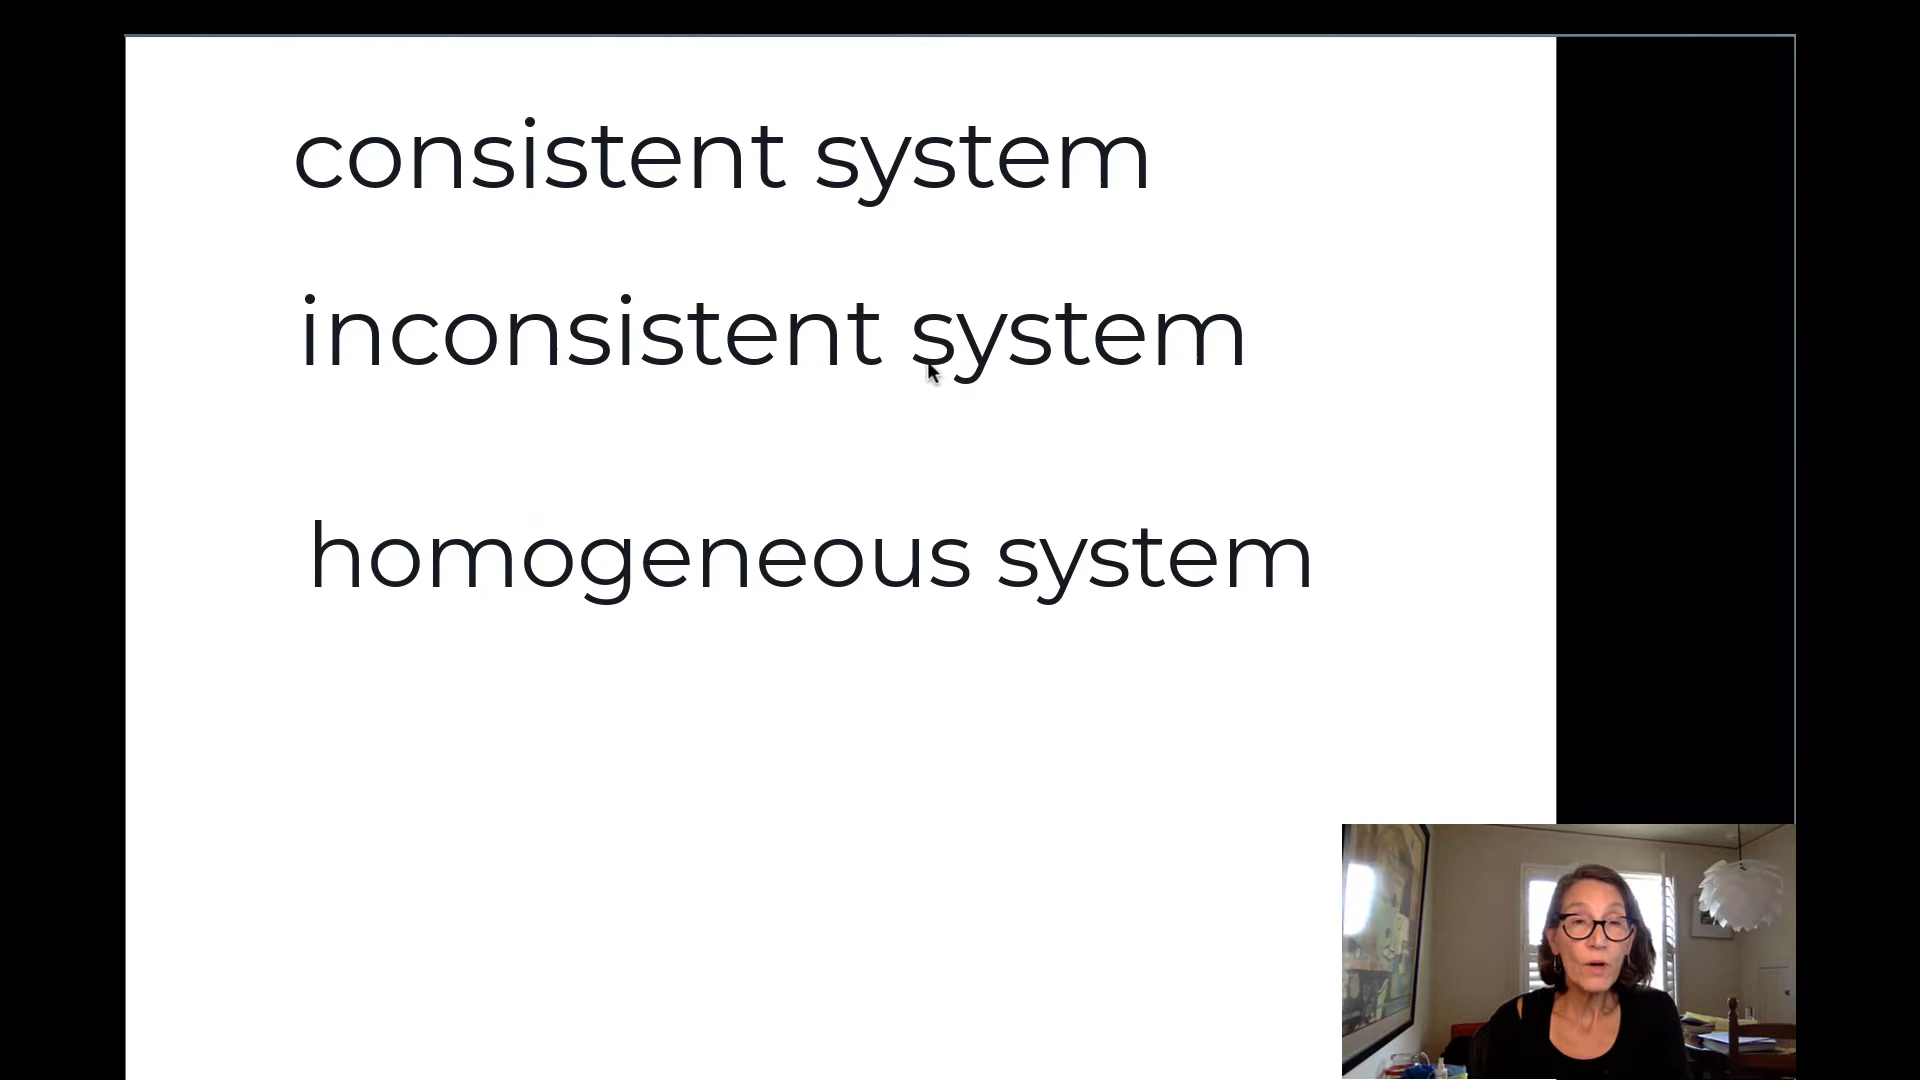 consistent system
inconsistent system
homogeneous system